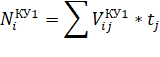 N_i^{КУ1} = ∑ V_{ij}^{КУ1} * t_j